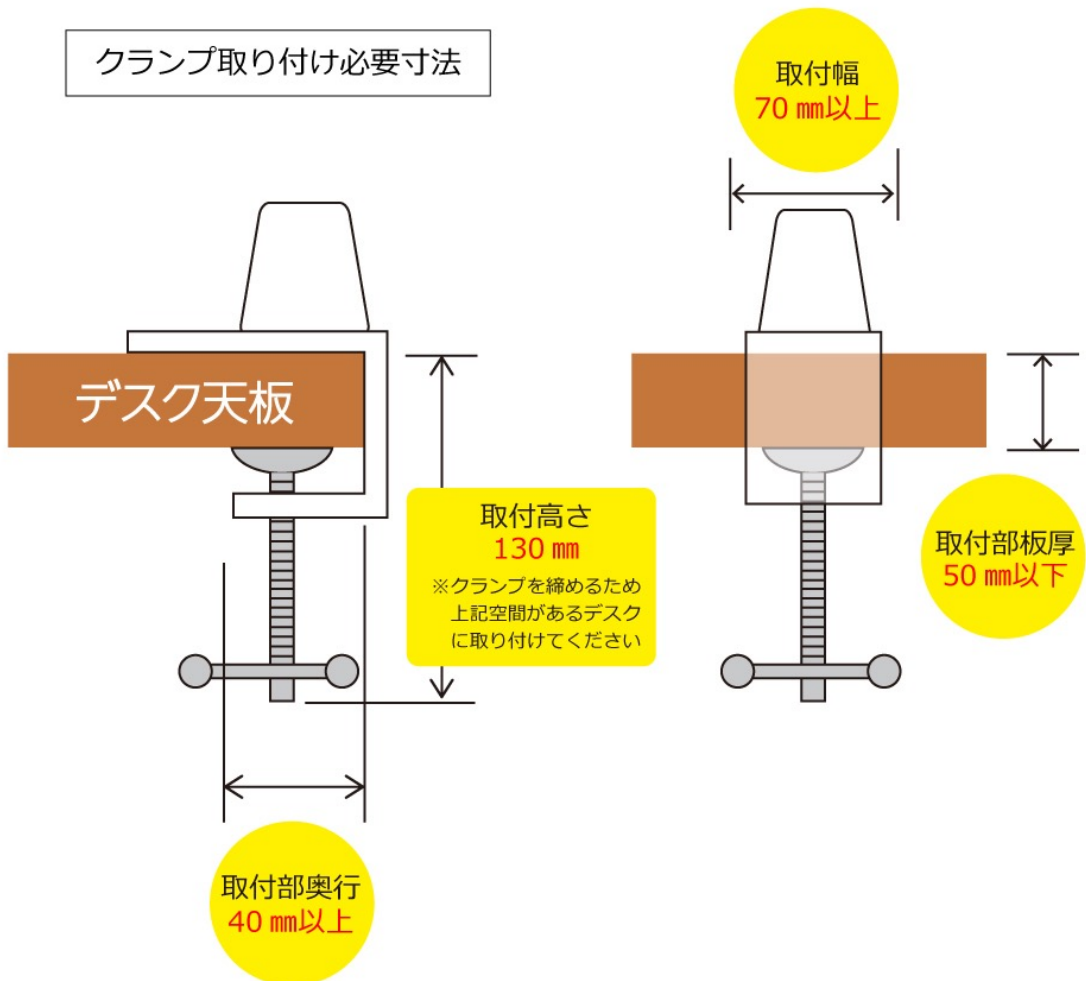 クランプ取り付け必要寸法
取付幅
70 ㎜以上
デスク天板
取付高さ
130 ㎜
※クランプを締めるため
上記空間があるデスク
に取り付けてください
取付部板厚
50 ㎜以下
取付部奥行
40 ㎜以上